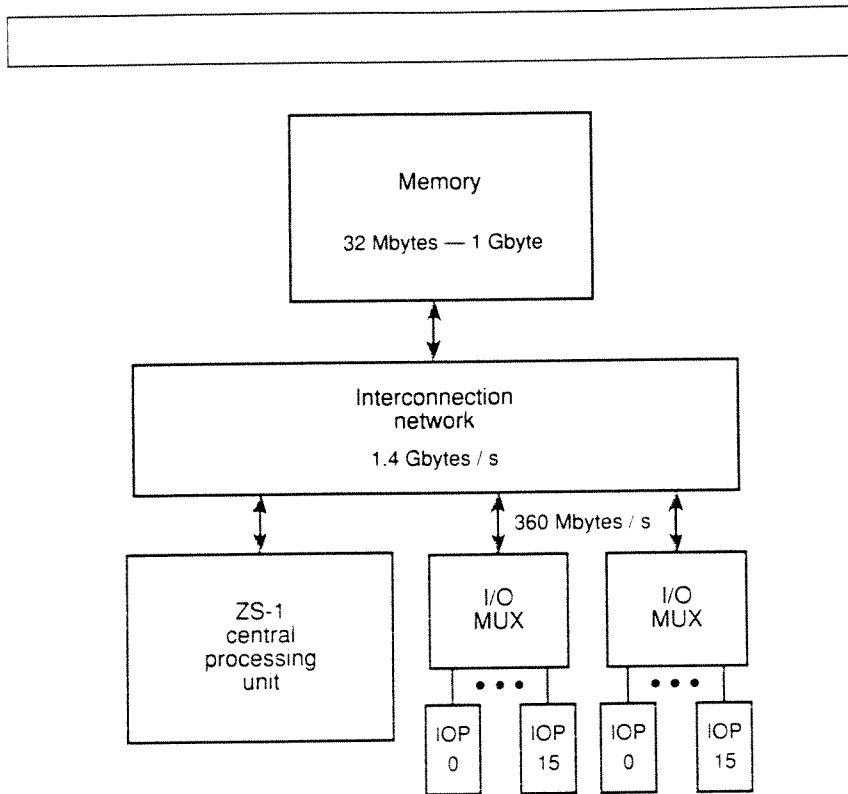 Memory
32 Mbytes — 1 Gbyte
Interconnection
network
1.4 Gbytes / s
360 Mbytes / s
ZS-1
central
processing
unit
I/O
MUX
I/O
MUX
IOP
0
IOP
15
IOP
0
IOP
15